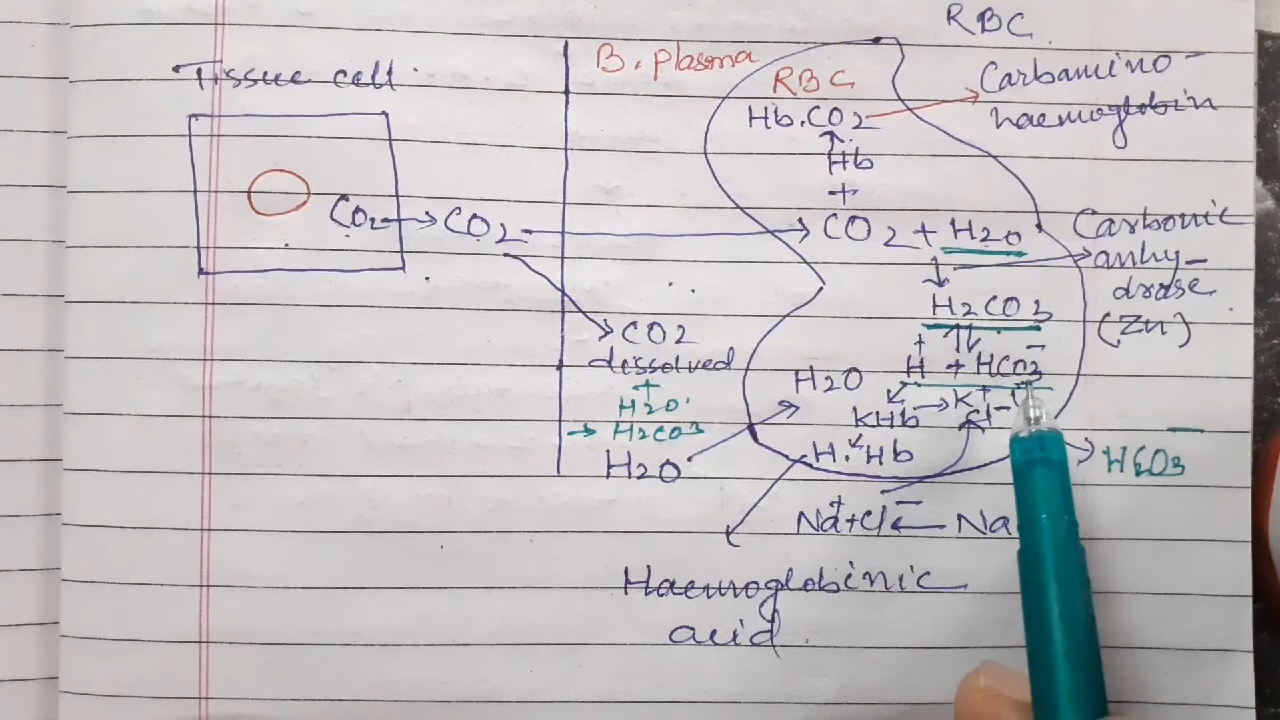 RBC
Tissue cell
B. plasma
RBC
Carbamino-
haemoglobin
Hb.CO2
Hb
+
CO2 → CO2 → CO2 + H2O
Carbonic
anhy-
drase
(Zn)
H2CO3
CO2
dissolved
+
H2O
→ H2CO3
H2O
H2O
H+ + HCO3-
KHb → K+
Cl-
H.Hb
HCO3-
Na+ + Cl- ← Na
Haemoglobinic
acid